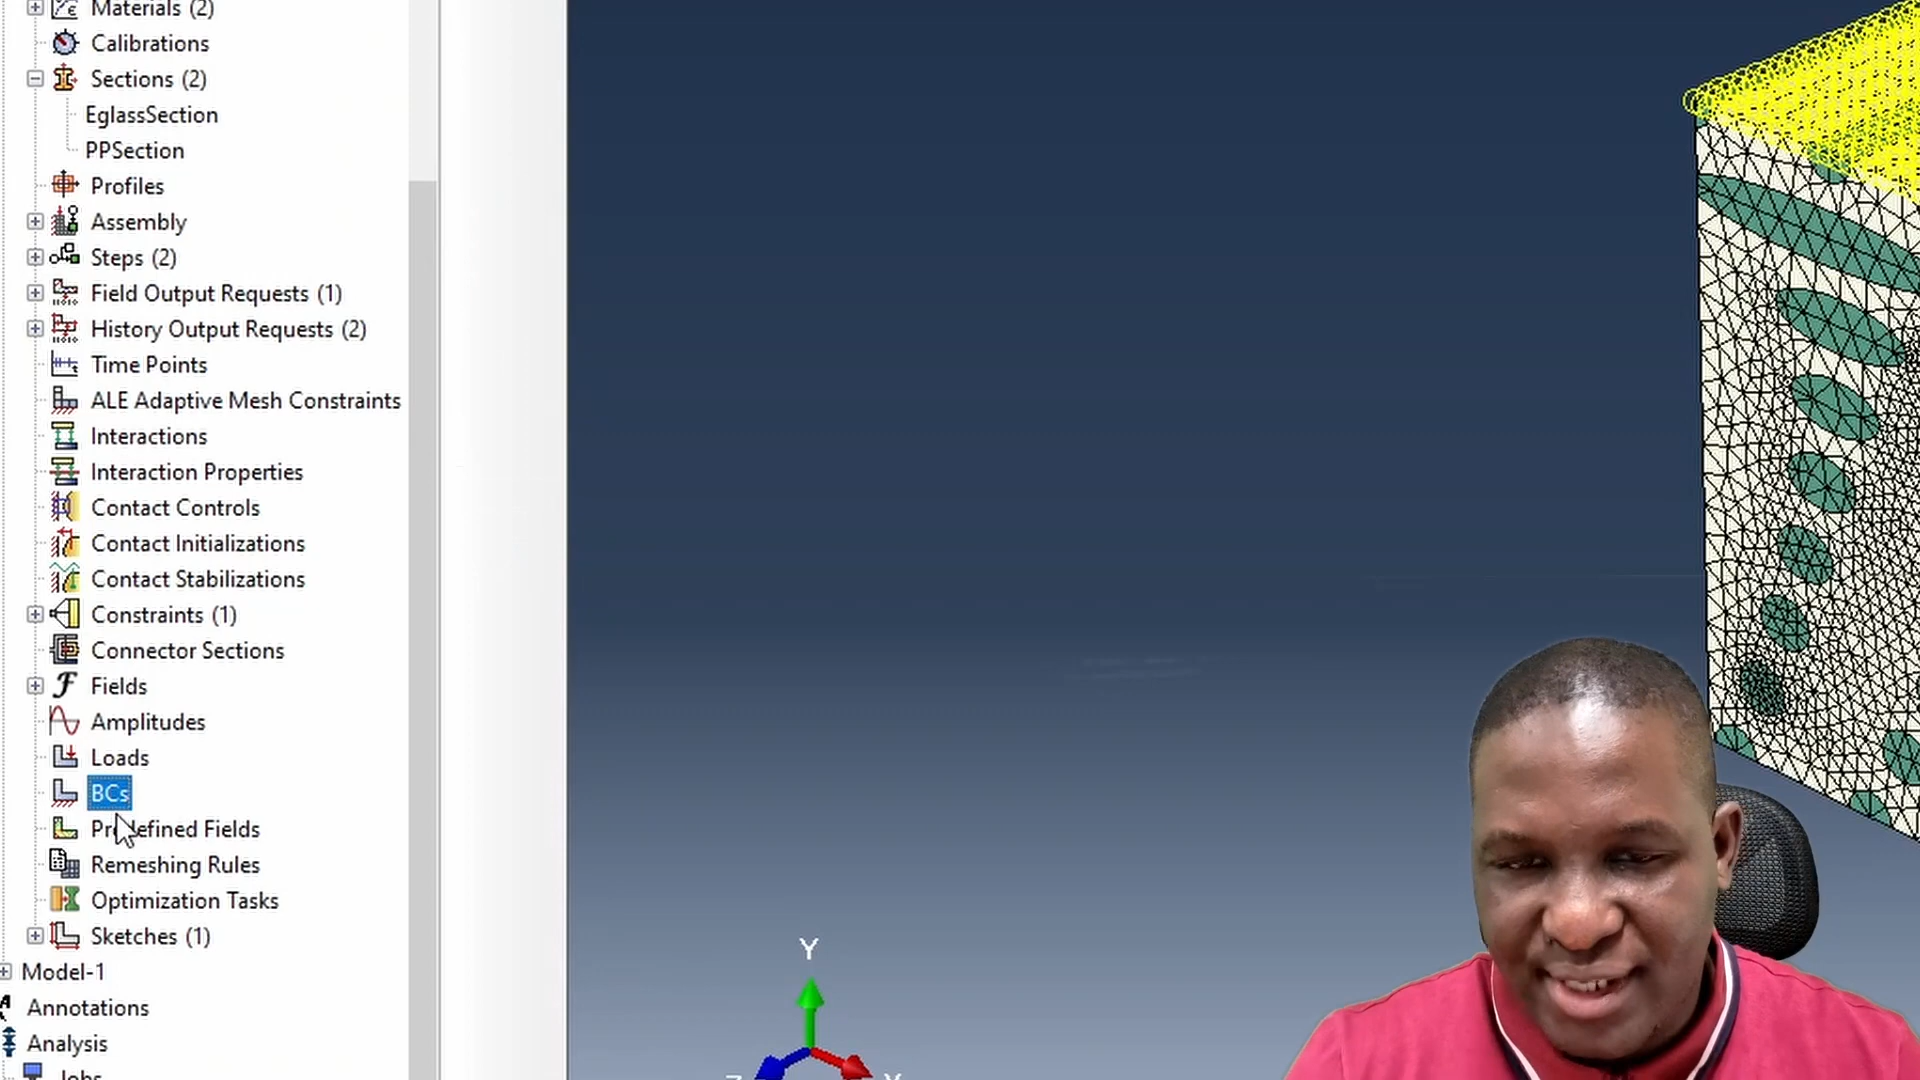 Materials (2)
Calibrations
Sections (2)
EglassSection
PPSection
Profiles
Assembly
Steps (2)
Field Output Requests (1)
History Output Requests (2)
Time Points
ALE Adaptive Mesh Constraints
Interactions
Interaction Properties
Contact Controls
Contact Initializations
Contact Stabilizations
Constraints (1)
Connector Sections
Fields
Amplitudes
Loads
BCs
Predefined Fields
Remeshing Rules
Optimization Tasks
Sketches (1)
Model-1
Annotations
Analysis
Jobs
Y
Z
X